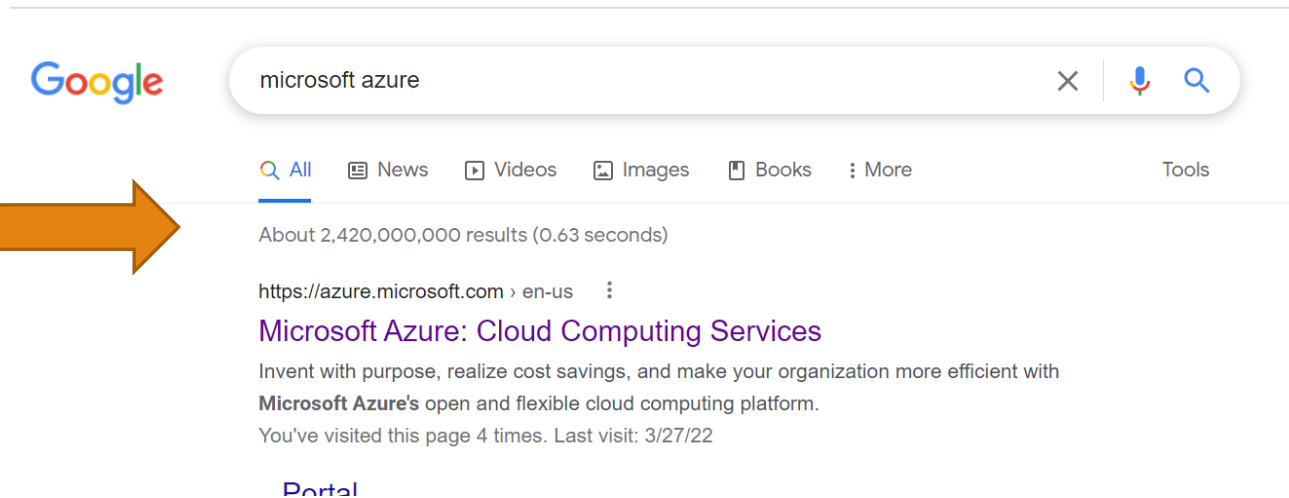 Google
microsoft azure
All News Videos Images Books More Tools
About 2,420,000,000 results (0.63 seconds)
https://azure.microsoft.com › en-us
Microsoft Azure: Cloud Computing Services
Invent with purpose, realize cost savings, and make your organization more efficient with
Microsoft Azure's open and flexible cloud computing platform.
You've visited this page 4 times. Last visit: 3/27/22
Portal